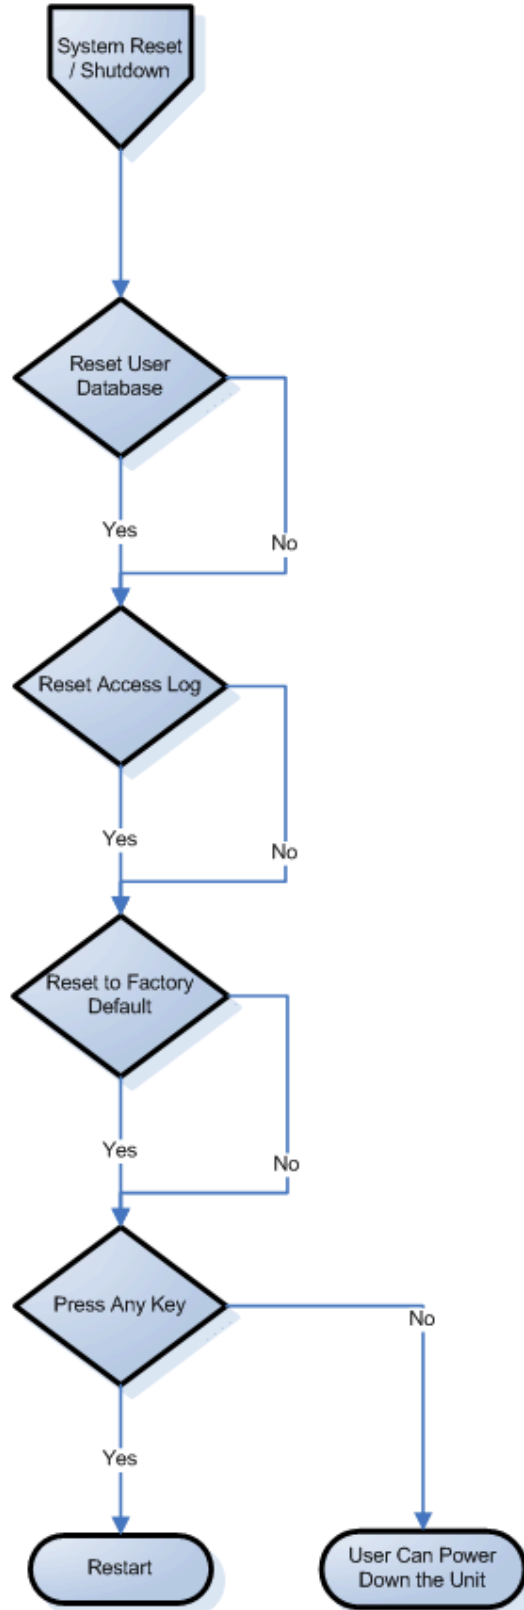 System Reset
/ Shutdown
Reset User
Database
Yes
No
Reset Access Log
Yes
No
Reset to Factory
Default
Yes
No
Press Any Key
No
Yes
Restart
User Can Power
Down the Unit